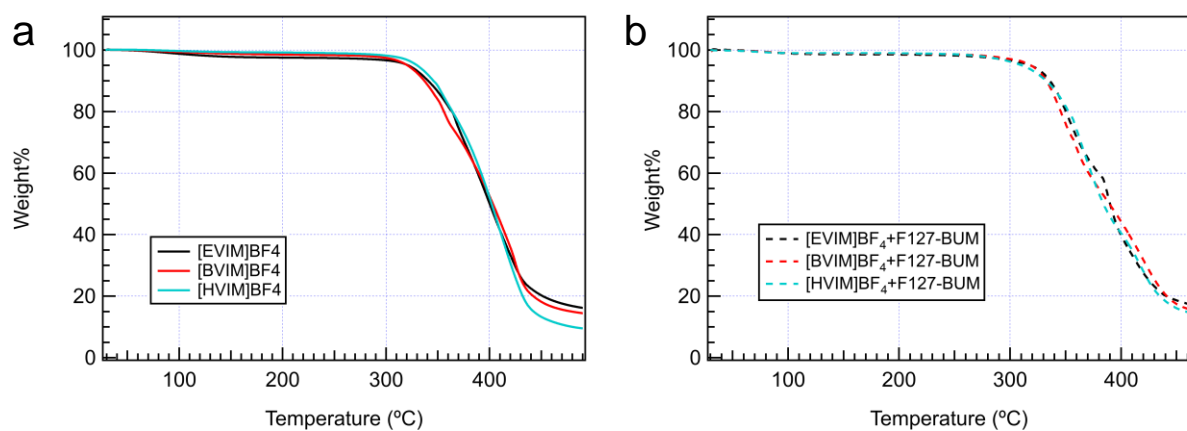 a
100
80
60
40
20
0
Weight%
[EVIM]BF4
[BVIM]BF4
[HVIM]BF4
100 200 300 400
Temperature (ºC)
b
100
80
60
40
20
0
Weight%
[EVIM]BF₄+F127-BUM
[BVIM]BF₄+F127-BUM
[HVIM]BF₄+F127-BUM
100 200 300 400
Temperature (ºC)